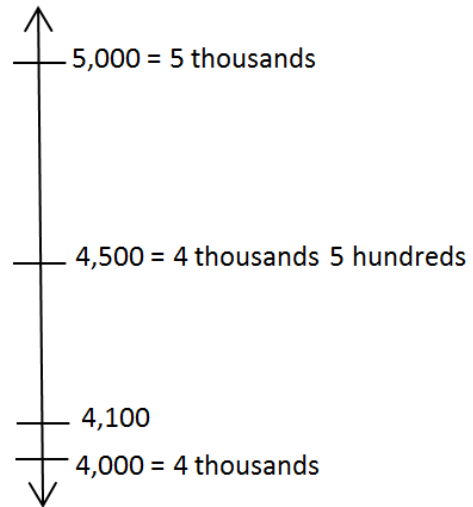 5,000 = 5 thousands
4,500 = 4 thousands 5 hundreds
4,100
4,000 = 4 thousands